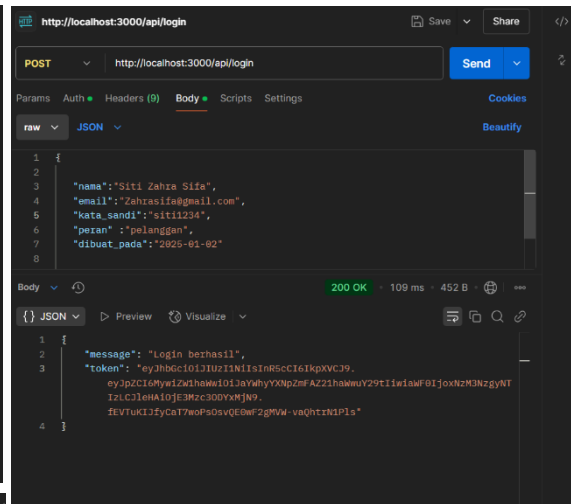 HTTP http://localhost:3000/api/login Save Share
POST http://localhost:3000/api/login Send
Params Auth Headers (9) Body Scripts Settings Cookies
raw JSON Beautify
1 {
2
3 "nama":"Siti Zahra Sifa",
4 "email":"Zahrasifa@gmail.com",
5 "kata_sandi":"siti1234",
6 "peran" :"pelanggan",
7 "dibuat_pada":"2025-01-02"
8
Body 200 OK 109 ms 452 B
{} JSON Preview Visualize
1 {
2 "message": "Login berhasil",
3 "token": "eyJhbGciOiJIUzI1NiIsInR5cCI6IkpXVCJ9.
eyJpZCI6MywiZW1haWwiOiJaYWhyYXNpZmFAZ21haWwuY29tIiwiaWF0IjoxNzM3NzgyNT
IzLCJleHAiOjE3Mzc3ODYxMjN9.
fEVTuKIJfyCaT7woPsOsvQE0wF2gMVW-vaQhtrN1Pls"
4 }